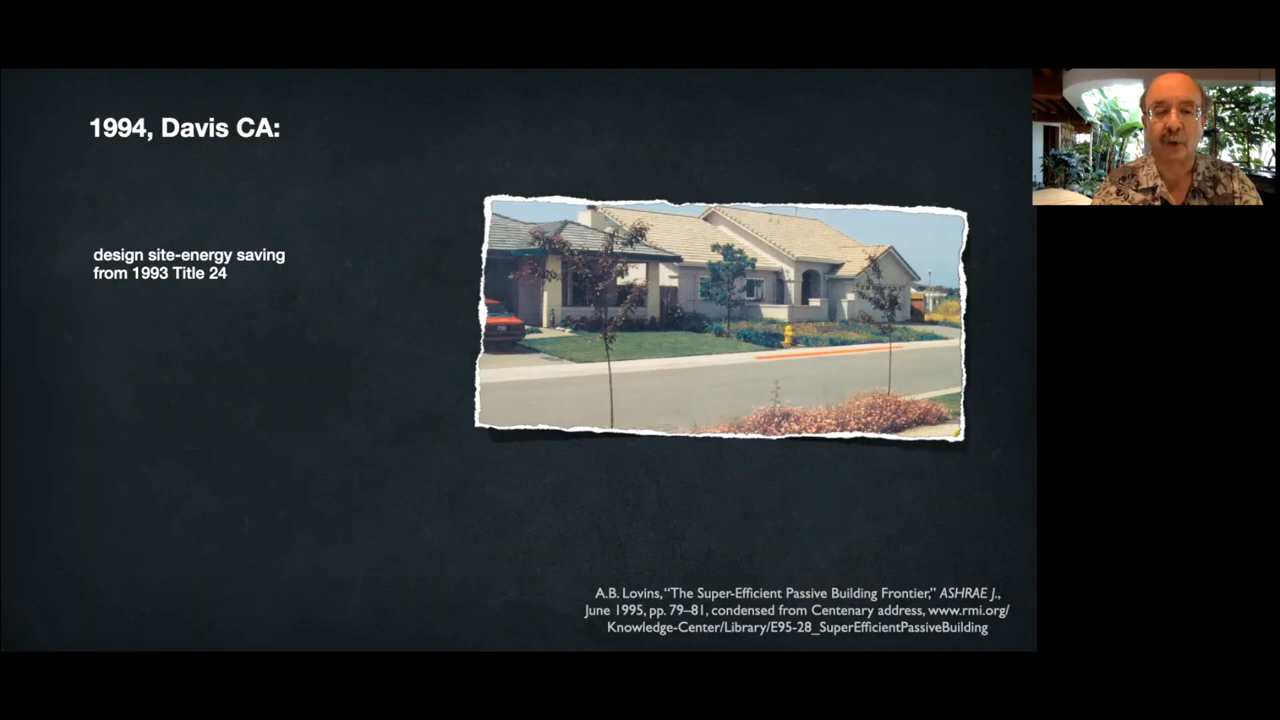 1994, Davis CA:
design site-energy saving
from 1993 Title 24
A.B. Lovins, “The Super-Efficient Passive Building Frontier,” ASHRAE J.,
June 1995, pp. 79–81, condensed from Centenary address, www.rmi.org/
Knowledge-Center/Library/E95-28_SuperEfficientPassiveBuilding